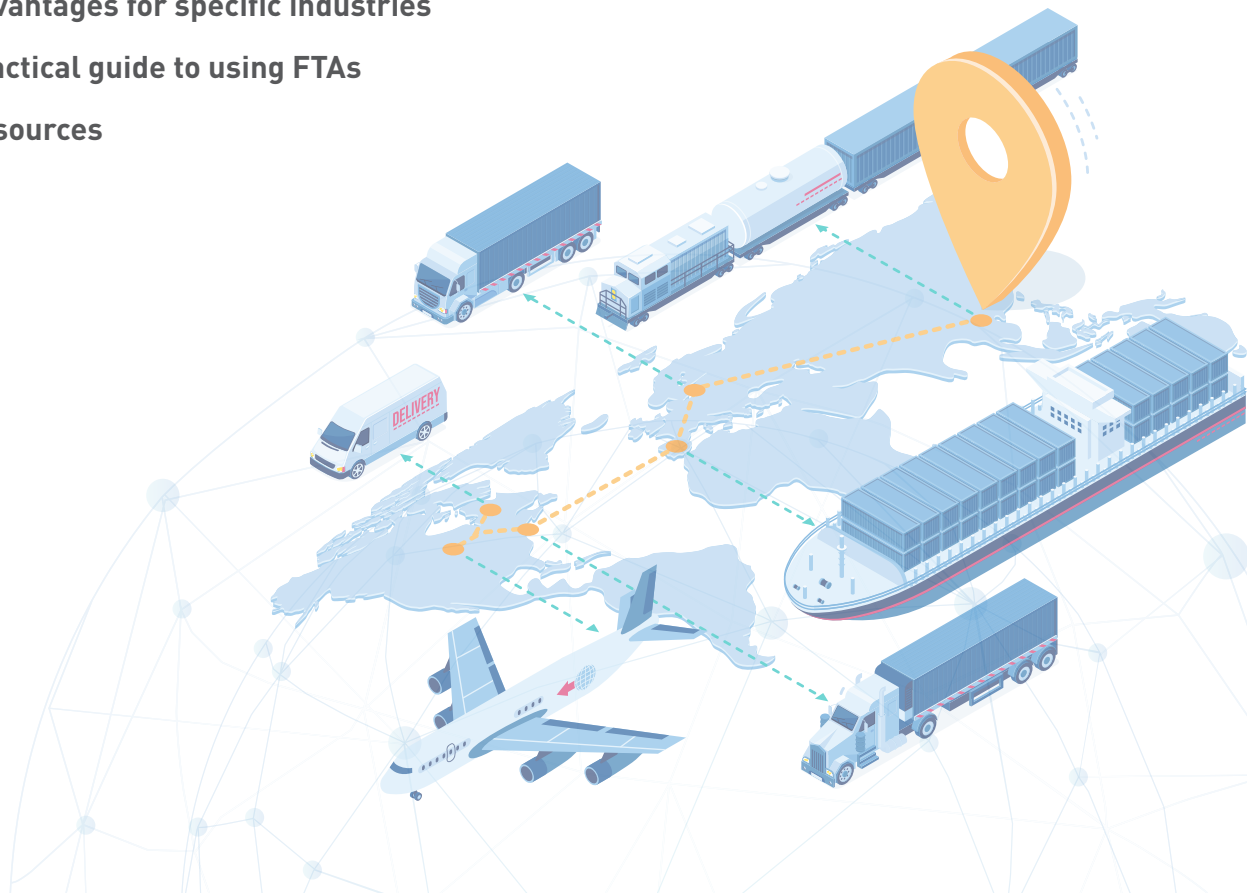 vantages for specific industries
actical guide to using FTAs
sources
DELIVERY